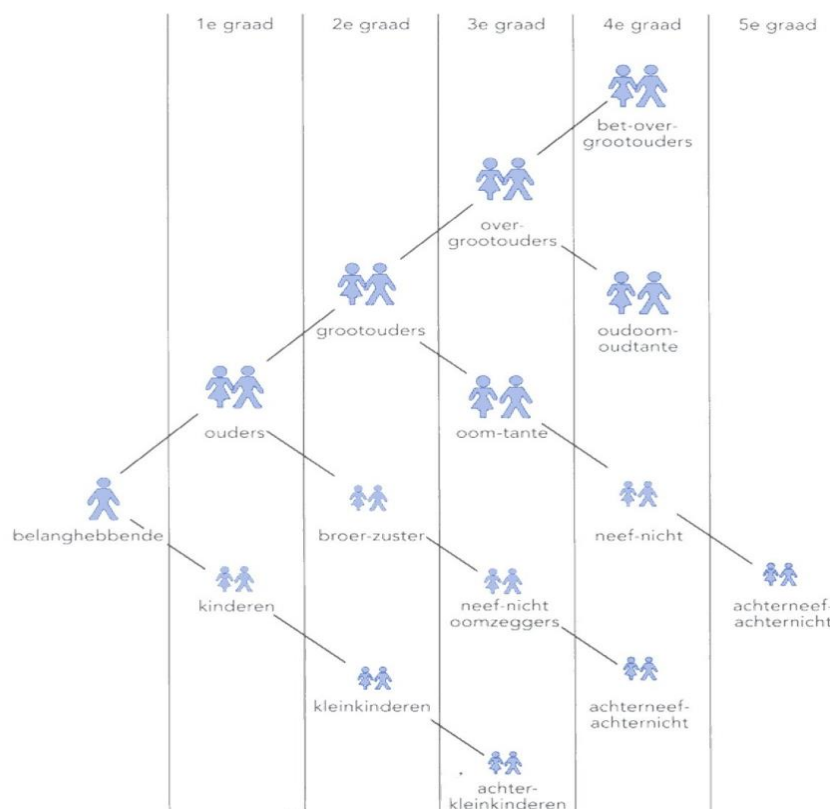 1e graad
2e graad
3e graad
4e graad
5e graad
bet-over-
grootouders
over-
grootouders
grootouders
oudoom-
oudtante
ouders
oom-tante
belanghebbende
broer-zuster
neef-nicht
kinderen
neef-nicht
oomzeggers
achterneef-
achternicht
kleinkinderen
achterneef-
achternicht
achter-
kleinkinderen